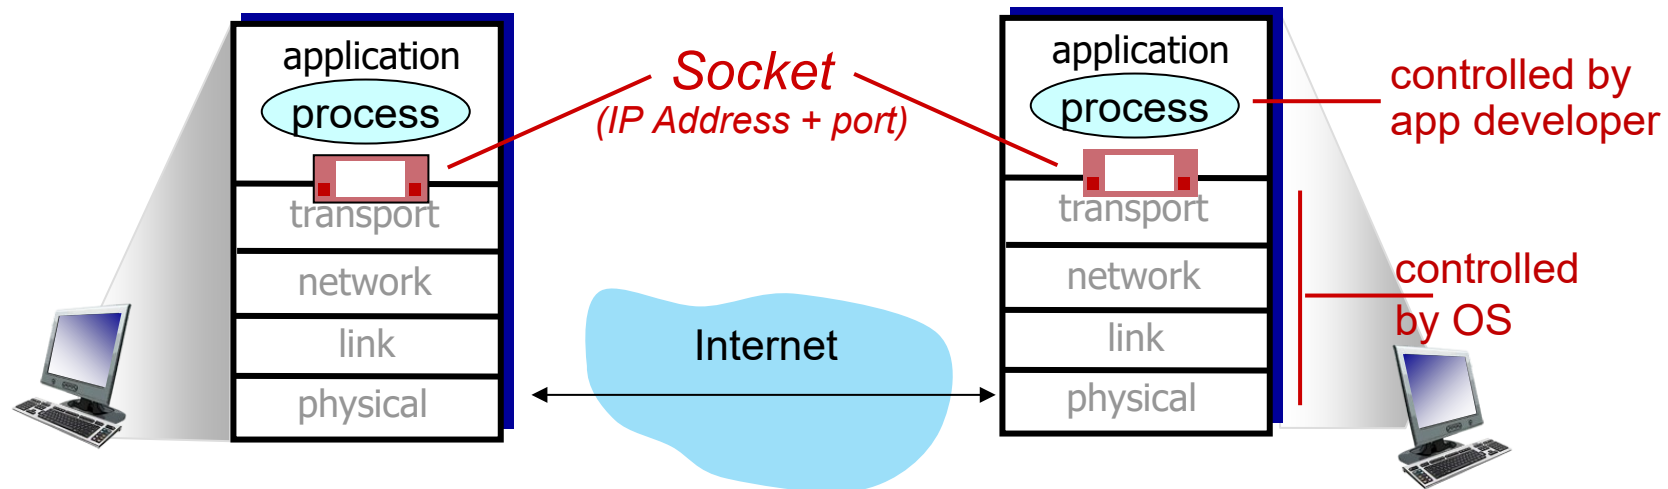 application
process
transport
network
link
physical
Socket
(IP Address + port)
Internet
application
process
transport
network
link
physical
controlled by
app developer
controlled
by OS